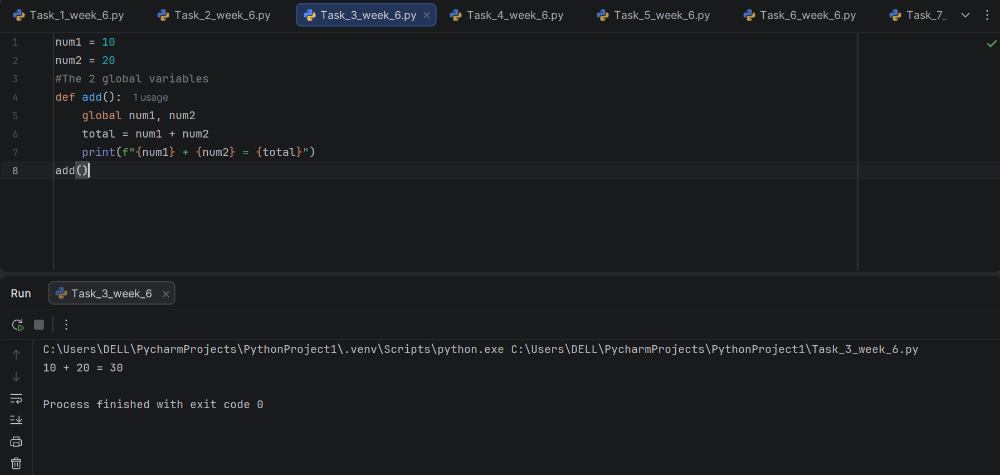 Task_1_week_6.py Task_2_week_6.py Task_3_week_6.py Task_4_week_6.py Task_5_week_6.py Task_6_week_6.py Task_7_
1 num1 = 10
2 num2 = 20
3 #The 2 global variables
4 def add(): 1 usage
5     global num1, num2
6     total = num1 + num2
7     print(f"{num1} + {num2} = {total}")
8 add()
Run Task_3_week_6
C:\Users\DELL\PycharmProjects\PythonProject1\.venv\Scripts\python.exe C:\Users\DELL\PycharmProjects\PythonProject1\Task_3_week_6.py
10 + 20 = 30
Process finished with exit code 0